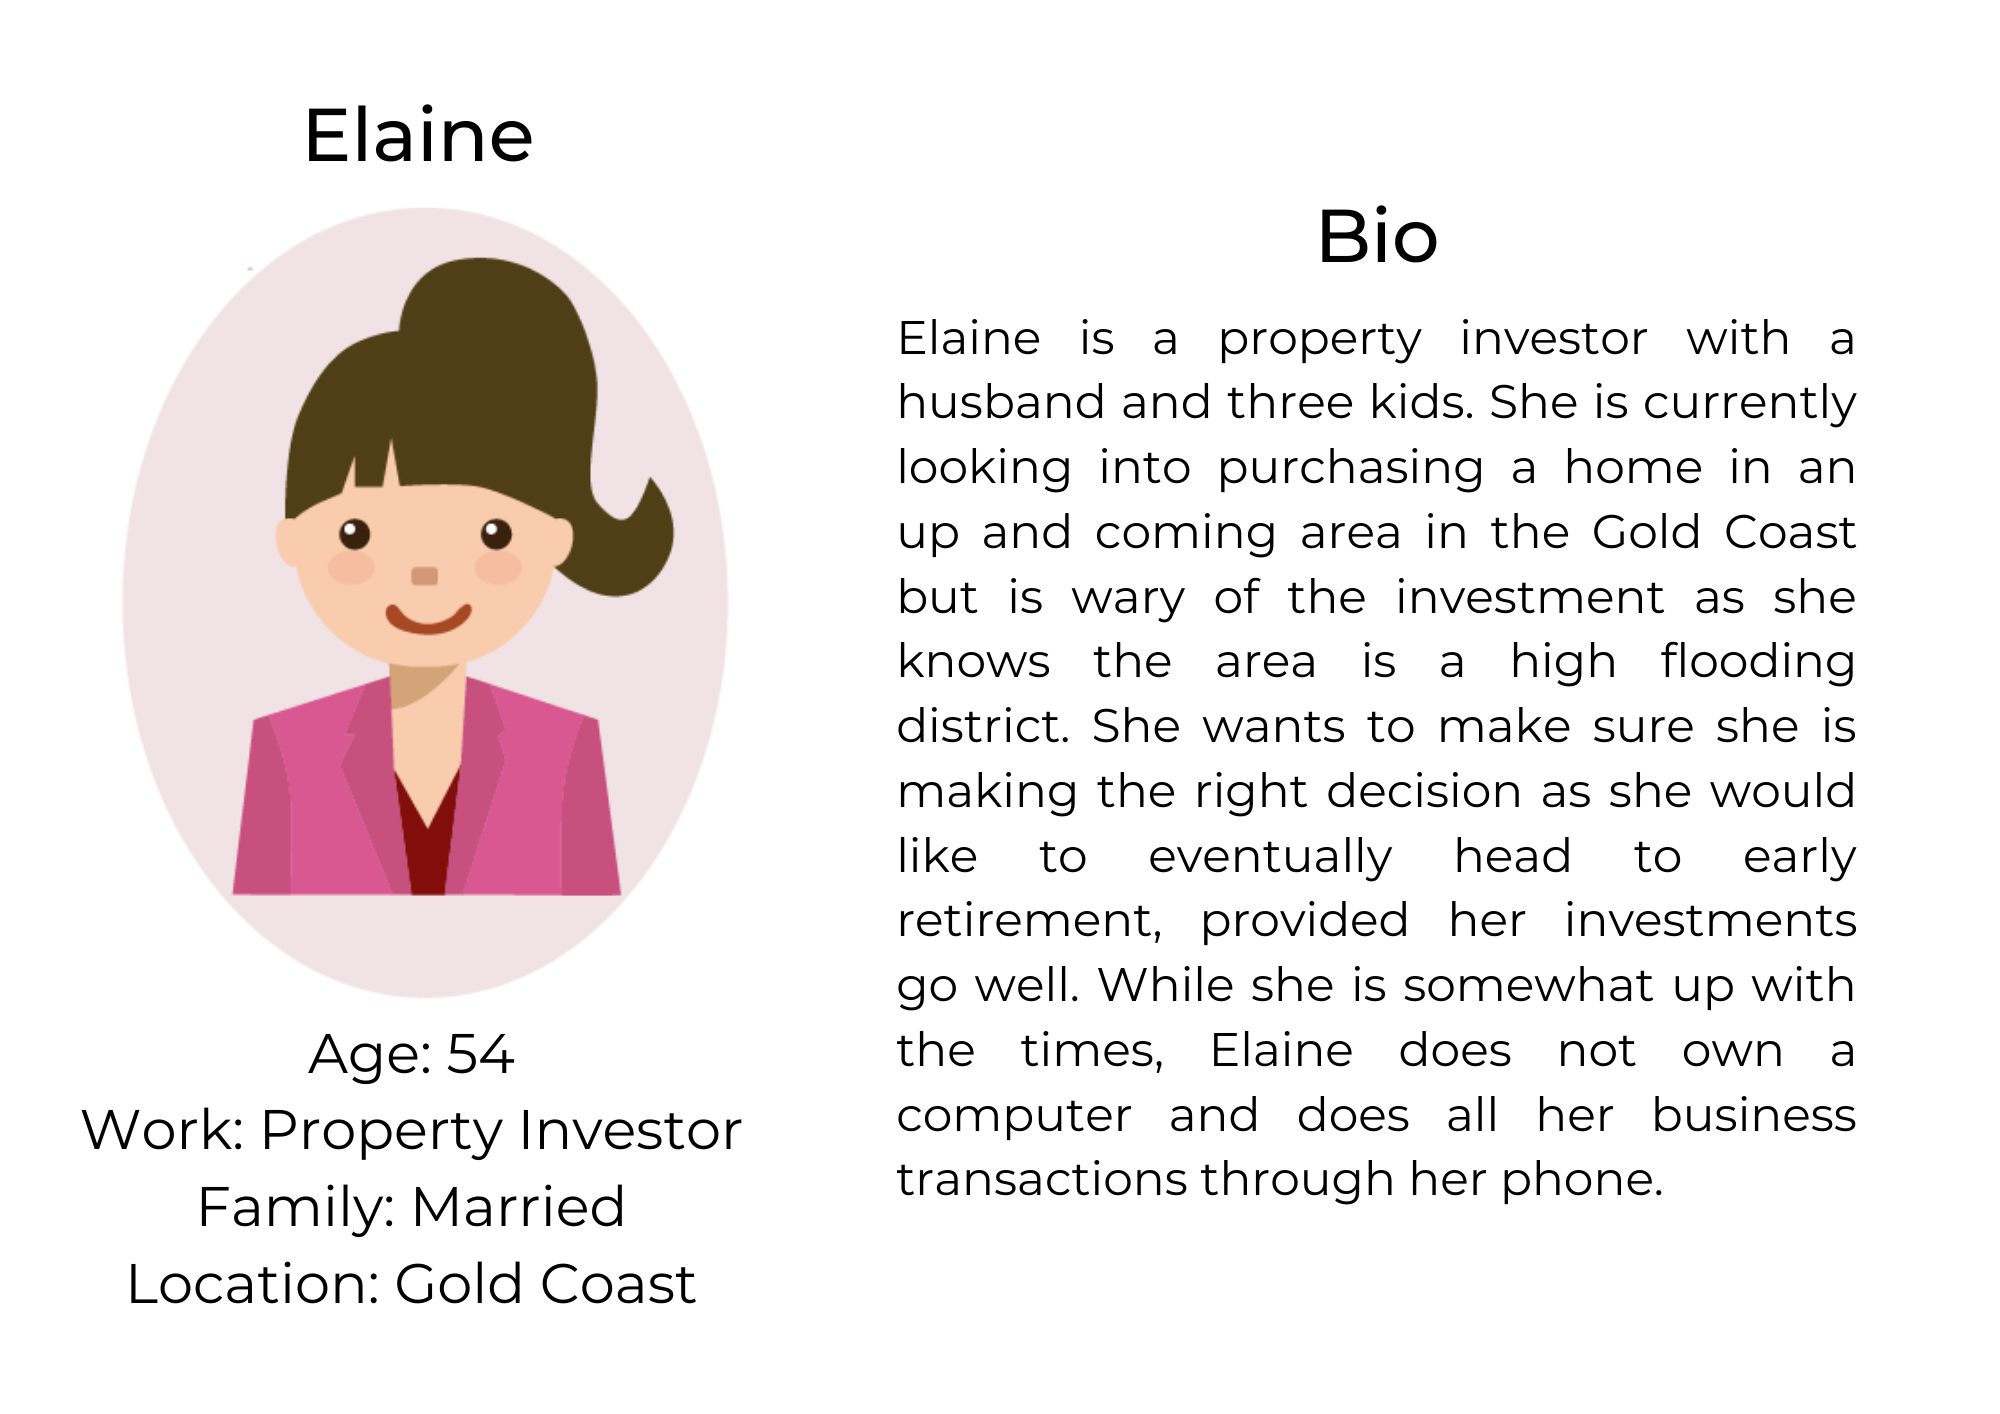 Elaine
Age: 54
Work: Property Investor
Family: Married
Location: Gold Coast
Bio
Elaine is a property investor with a
husband and three kids. She is currently
looking into purchasing a home in an
up and coming area in the Gold Coast
but is wary of the investment as she
knows the area is a high flooding
district. She wants to make sure she is
making the right decision as she would
like to eventually head to early
retirement, provided her investments
go well. While she is somewhat up with
the times, Elaine does not own a
computer and does all her business
transactions through her phone.